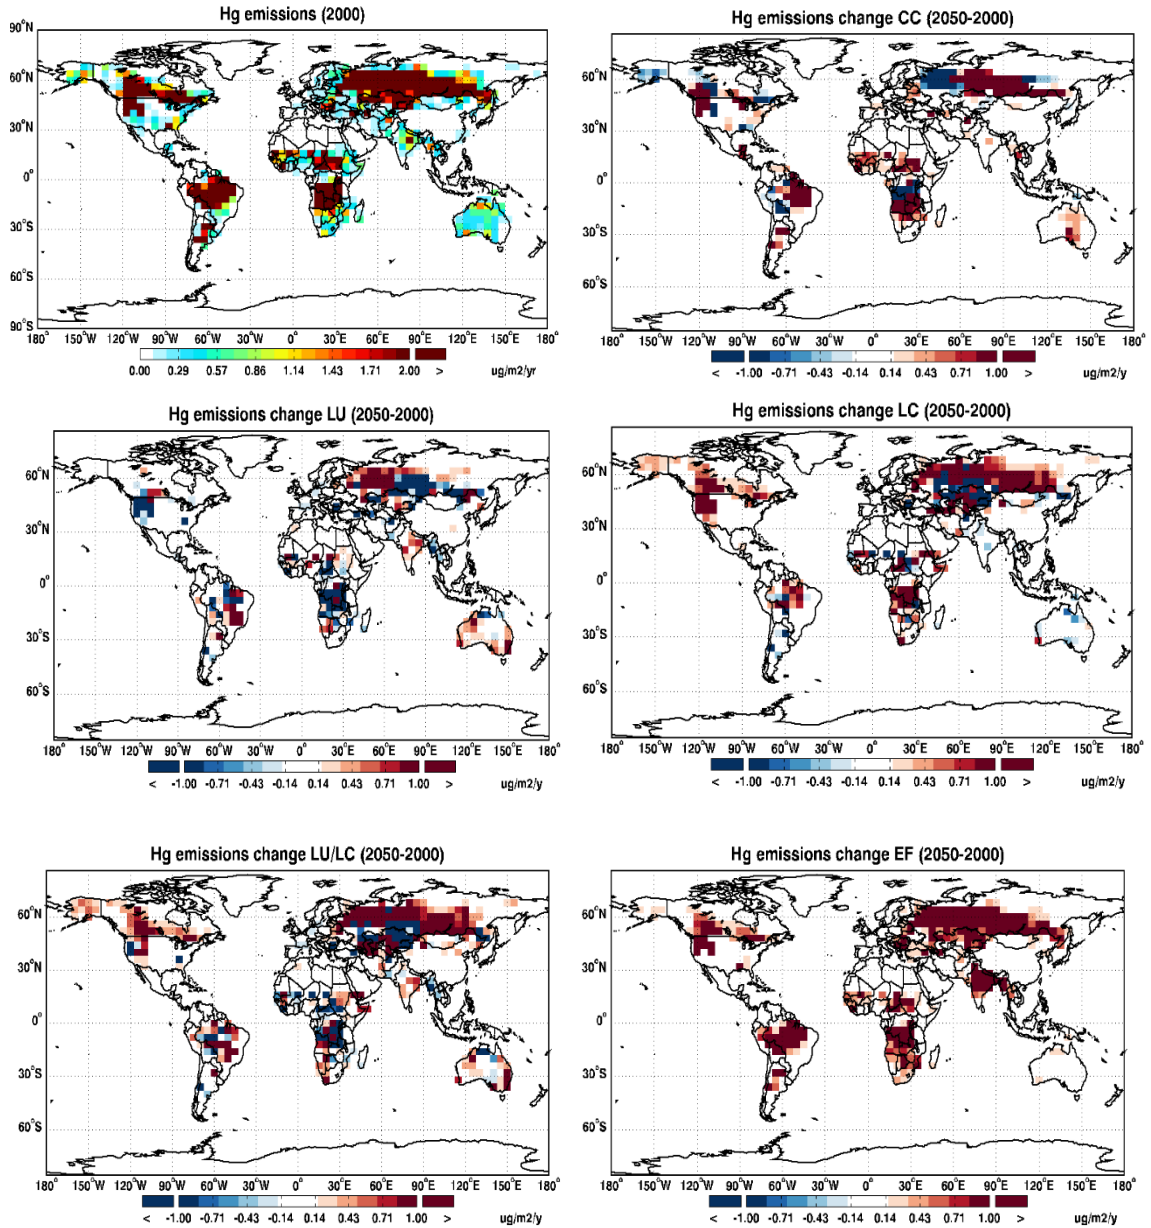 Hg emissions (2000)
90°N
60°N
30°N
0°
30°S
60°S
90°S
180° 150°W 120°W 90°W 60°W 30°W 0° 30°E 60°E 90°E 120°E 150°E 180°
0.00 0.29 0.57 0.86 1.14 1.43 1.71 2.00 > ug/m2/yr
Hg emissions change CC (2050-2000)
60°N
30°N
0°
30°S
60°S
180° 150°W 120°W 90°W 60°W 30°W 0° 30°E 60°E 90°E 120°E 150°E 180°
< -1.00 -0.71 -0.43 -0.14 0.14 0.43 0.71 1.00 > ug/m2/y
Hg emissions change LU (2050-2000)
60°N
30°N
0°
30°S
60°S
180° 150°W 120°W 90°W 60°W 30°W 0° 30°E 60°E 90°E 120°E 150°E 180°
< -1.00 -0.71 -0.43 -0.14 0.14 0.43 0.71 1.00 > ug/m2/y
Hg emissions change LC (2050-2000)
60°N
30°N
0°
30°S
60°S
180° 150°W 120°W 90°W 60°W 30°W 0° 30°E 60°E 90°E 120°E 150°E 180°
< -1.00 -0.71 -0.43 -0.14 0.14 0.43 0.71 1.00 > ug/m2/y
Hg emissions change LU/LC (2050-2000)
60°N
30°N
0°
30°S
60°S
180° 150°W 120°W 90°W 60°W 30°W 0° 30°E 60°E 90°E 120°E 150°E 180°
< -1.00 -0.71 -0.43 -0.14 0.14 0.43 0.71 1.00 > ug/m2/y
Hg emissions change EF (2050-2000)
60°N
30°N
0°
30°S
60°S
180° 150°W 120°W 90°W 60°W 30°W 0° 30°E 60°E 90°E 120°E 150°E 180°
< -1.00 -0.71 -0.43 -0.14 0.14 0.43 0.71 1.00 > ug/m2/y